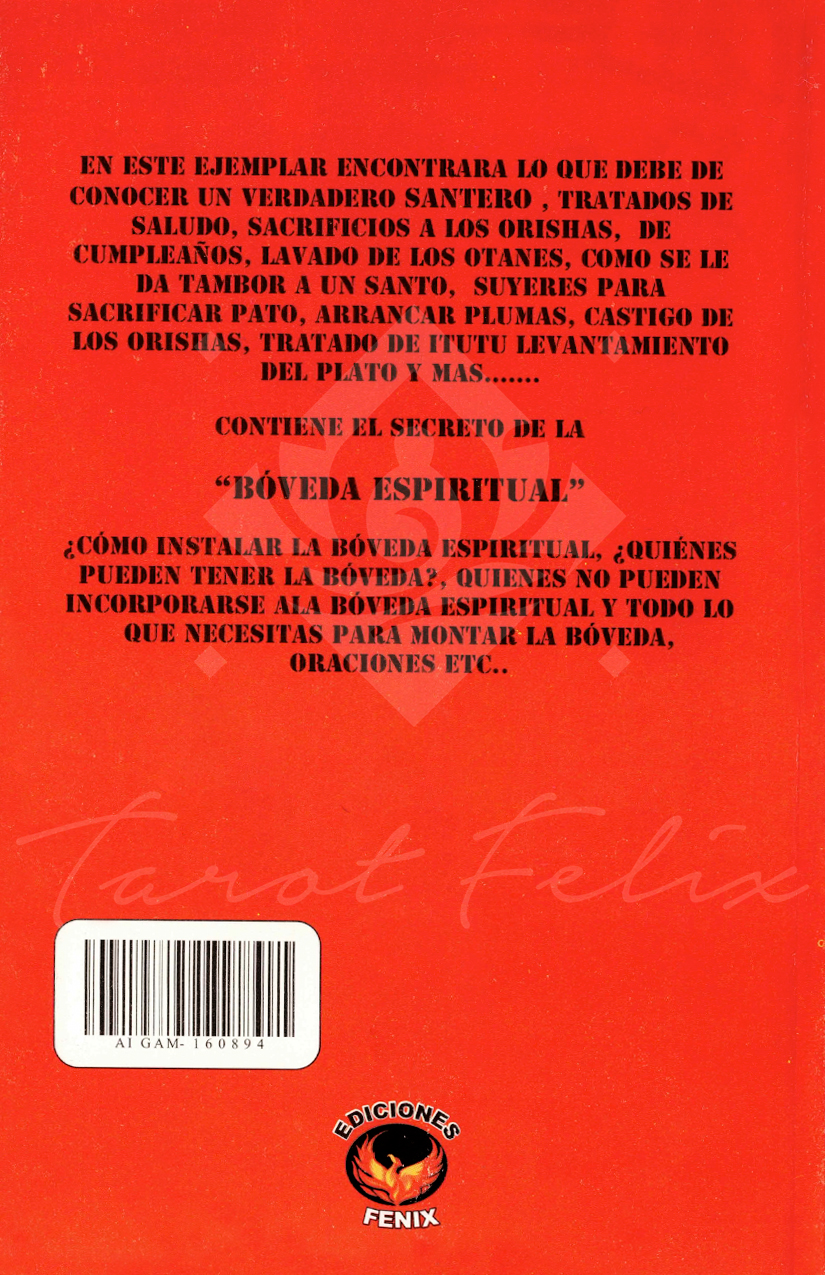 EN ESTE EJEMPLAR ENCONTRARA LO QUE DEBE DE
CONOCER UN VERDADERO SANTERO , TRATADOS DE
SALUDO, SACRIFICIOS A LOS ORISHAS, DE
CUMPLEAÑOS, LAVADO DE LOS OTANES, COMO SE LE
DA TAMBOR A UN SANTO, SUYERES PARA
SACRIFICAR PATO, ARRANCAR PLUMAS, CASTIGO DE
LOS ORISHAS, TRATADO DE ITUTU LEVANTAMIENTO
DEL PLATO Y MAS.......
CONTIENE EL SECRETO DE LA
“BÓVEDA ESPIRITUAL”
¿CÓMO INSTALAR LA BÓVEDA ESPIRITUAL, ¿QUIÉNES
PUEDEN TENER LA BÓVEDA?, QUIENES NO PUEDEN
INCORPORARSE ALA BÓVEDA ESPIRITUAL Y TODO LO
QUE NECESITAS PARA MONTAR LA BÓVEDA,
ORACIONES ETC..
Tarot Felix
AI GAM- 160894
EDICIONES
FENIX